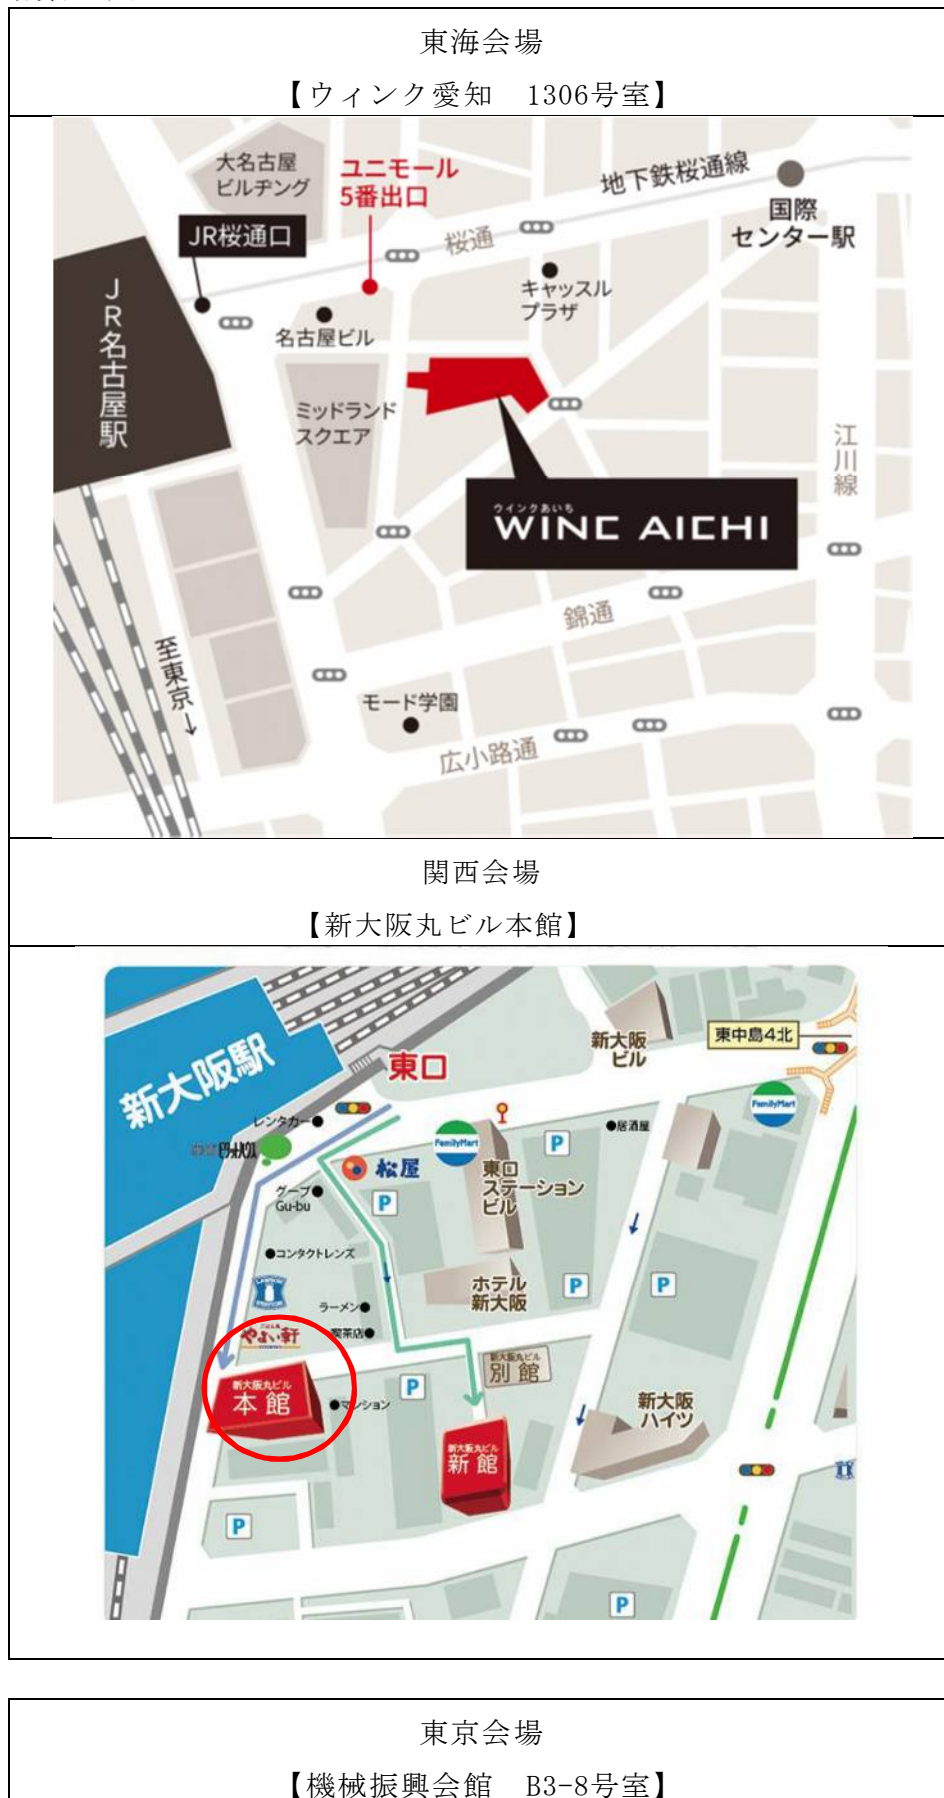 東海会場
【ウィンク愛知　1306号室】
大名古屋
ビルヂング
ユニモール
5番出口
地下鉄桜通線
国際
センター駅
JR桜通口
桜通
キャッスル
プラザ
JR名古屋駅
名古屋ビル
ミッドランド
スクエア
江川線
ウインクあいち
WINC AICHI
錦通
至東京↓
モード学園
広小路通
関西会場
【新大阪丸ビル本館】
新大阪駅
東口
新大阪
ビル
東中島4北
レンタカー●
FamilyMart
FamilyMart
●居酒屋
P
松屋
東口
ステーション
ビル
グーブ●
Gu-bu
P
●コンタクトレンズ
ホテル
新大阪
P
P
LAWSON
ラーメン●
やよい軒
喫茶店●
新大阪丸ビル
別館
新大阪丸ビル
本館
P
●マンション
新大阪
ハイツ
新大阪丸ビル
新館
P
P
東京会場
【機械振興会館　B3-8号室】